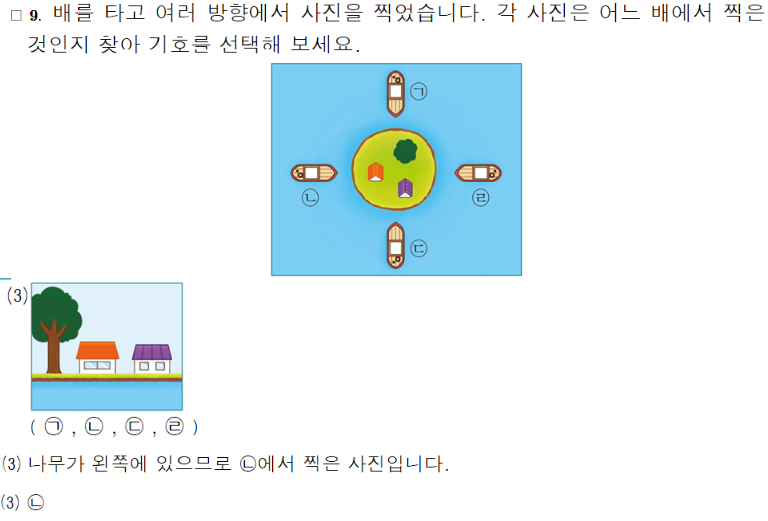 □ 9. 배를 타고 여러 방향에서 사진을 찍었습니다. 각 사진은 어느 배에서 찍은
것인지 찾아 기호를 선택해 보세요.
㉠
㉡
㉣
㉢
(3)
( ㉠ , ㉡ , ㉢ , ㉣ )
(3) 나무가 왼쪽에 있으므로 ㉡에서 찍은 사진입니다.
(3) ㉡